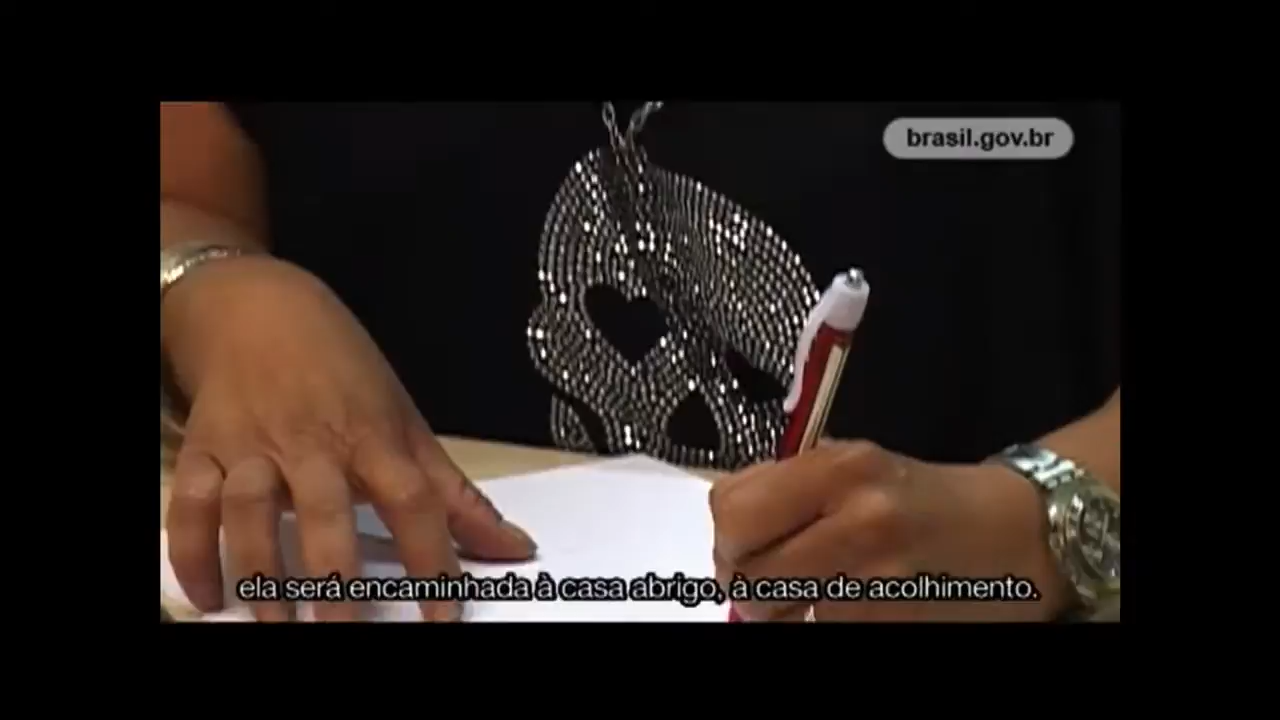 brasil.gov.br
ela será encaminhada à casa abrigo, à casa de acolhimento.